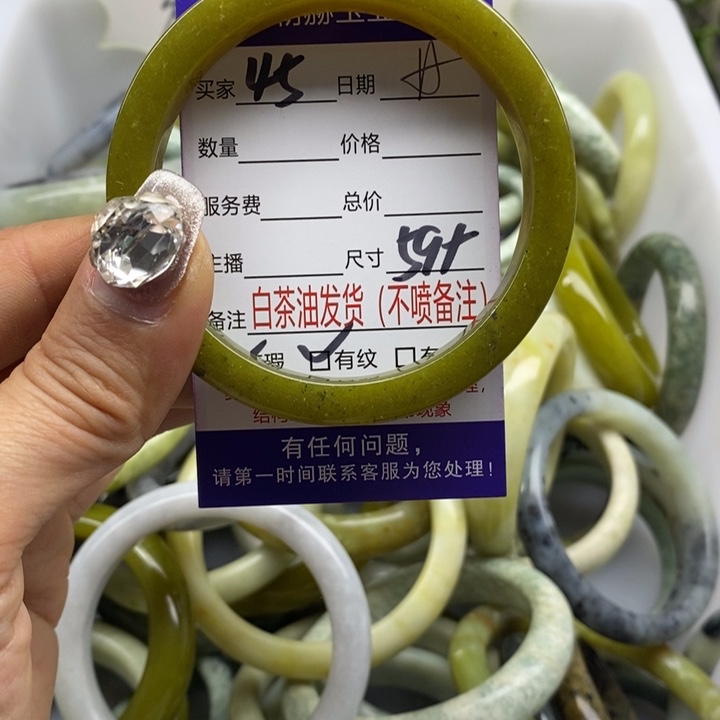 买家 45 日期
数量 价格
服务费 总价
主播 尺寸 59+
备注 白茶油发货（不喷备注）
瑕 有纹 有
有任何问题，
请第一时间联系客服为您处理！